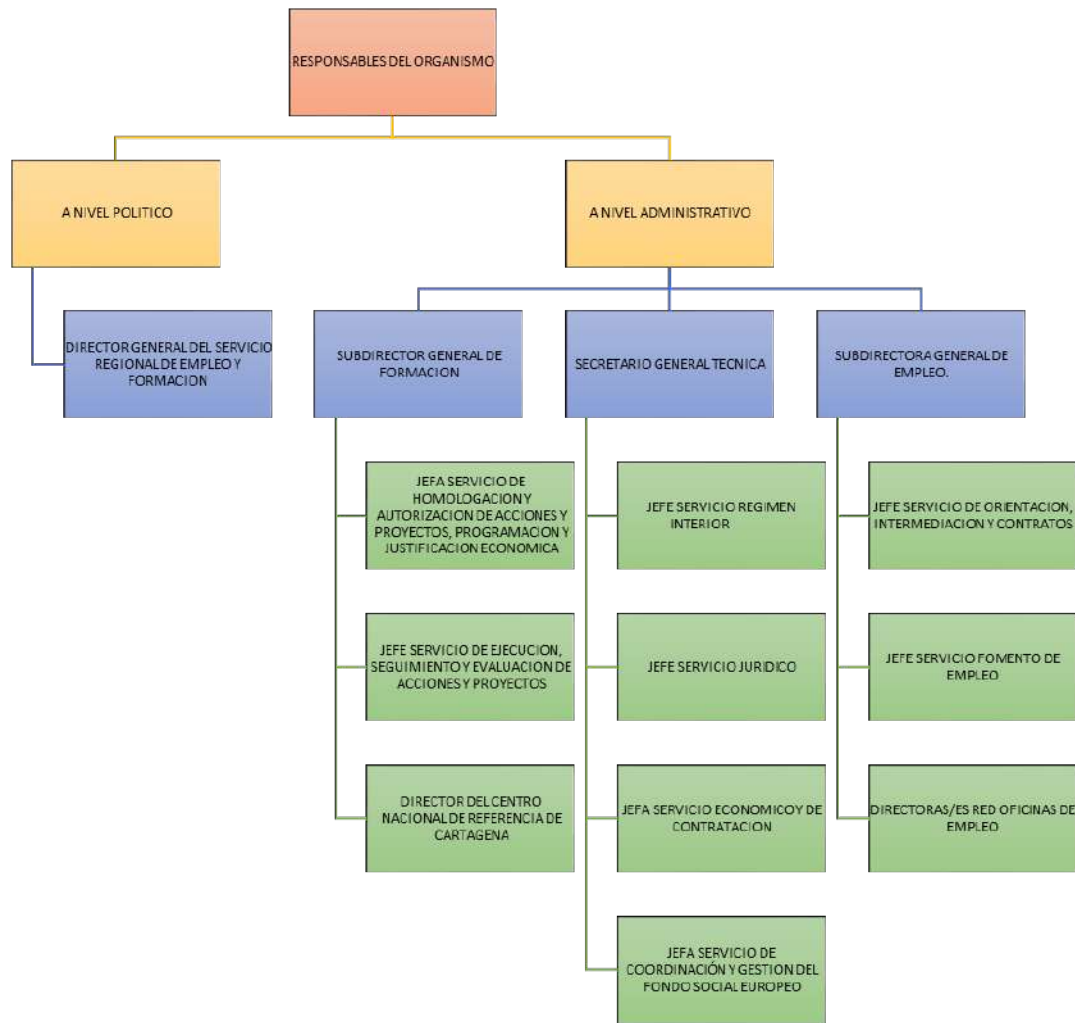 RESPONSABLES DEL ORGANISMO
A NIVEL POLITICO
A NIVEL ADMINISTRATIVO
DIRECTOR GENERAL DEL SERVICIO
REGIONAL DE EMPLEO Y
FORMACION
SUBDIRECTOR GENERAL DE
FORMACION
SECRETARIO GENERAL TECNICA
SUBDIRECTORA GENERAL DE
EMPLEO.
JEFA SERVICIO DE
HOMOLOGACION Y
AUTORIZACION DE ACCIONES Y
PROYECTOS, PROGRAMACION Y
JUSTIFICACION ECONOMICA
JEFE SERVICIO REGIMEN
INTERIOR
JEFE SERVICIO DE ORIENTACION,
INTERMEDIACION Y CONTRATOS
JEFE SERVICIO DE EJECUCION,
SEGUIMIENTO Y EVALUACION DE
ACCIONES Y PROYECTOS
JEFE SERVICIO JURIDICO
JEFE SERVICIO FOMENTO DE
EMPLEO
DIRECTOR DEL CENTRO
NACIONAL DE REFERENCIA DE
CARTAGENA
JEFA SERVICIO ECONOMICO Y DE
CONTRATACION
DIRECTORAS/ES RED OFICINAS DE
EMPLEO
JEFA SERVICIO DE
COORDINACIÓN Y GESTION DEL
FONDO SOCIAL EUROPEO